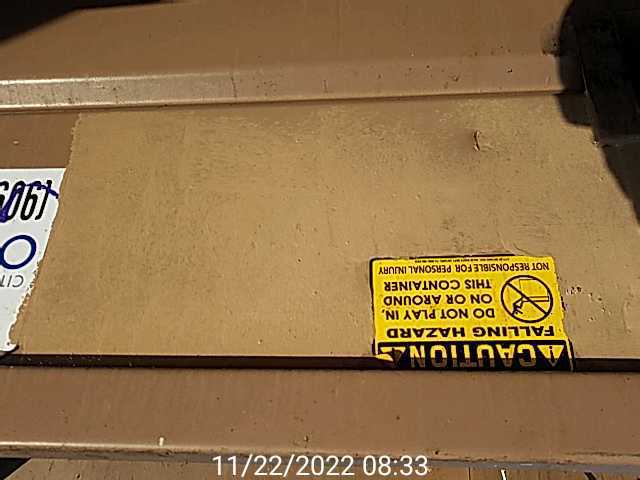 CAUTION
FALLING HAZARD
DO NOT PLAY IN,
ON OR AROUND
THIS CONTAINER
NOT RESPONSIBLE FOR PERSONAL INJURY
CIT
11/22/2022 08:33